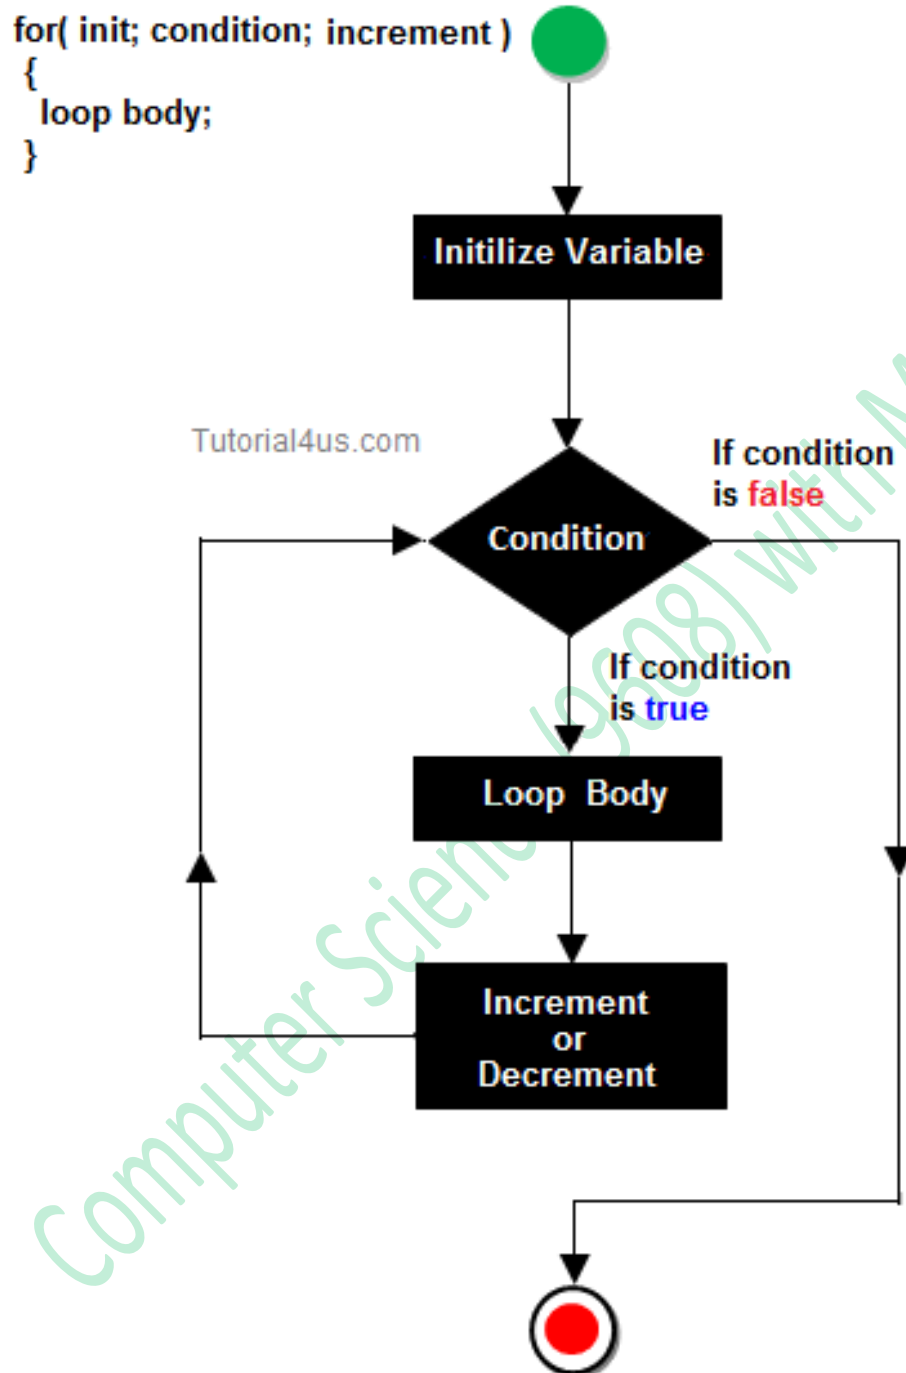 for( init; condition; increment )
{
loop body;
}
Initilize Variable
Tutorial4us.com
If condition
is false
Condition
If condition
is true
Loop Body
Increment
or
Decrement
Computer Science (9608) with M